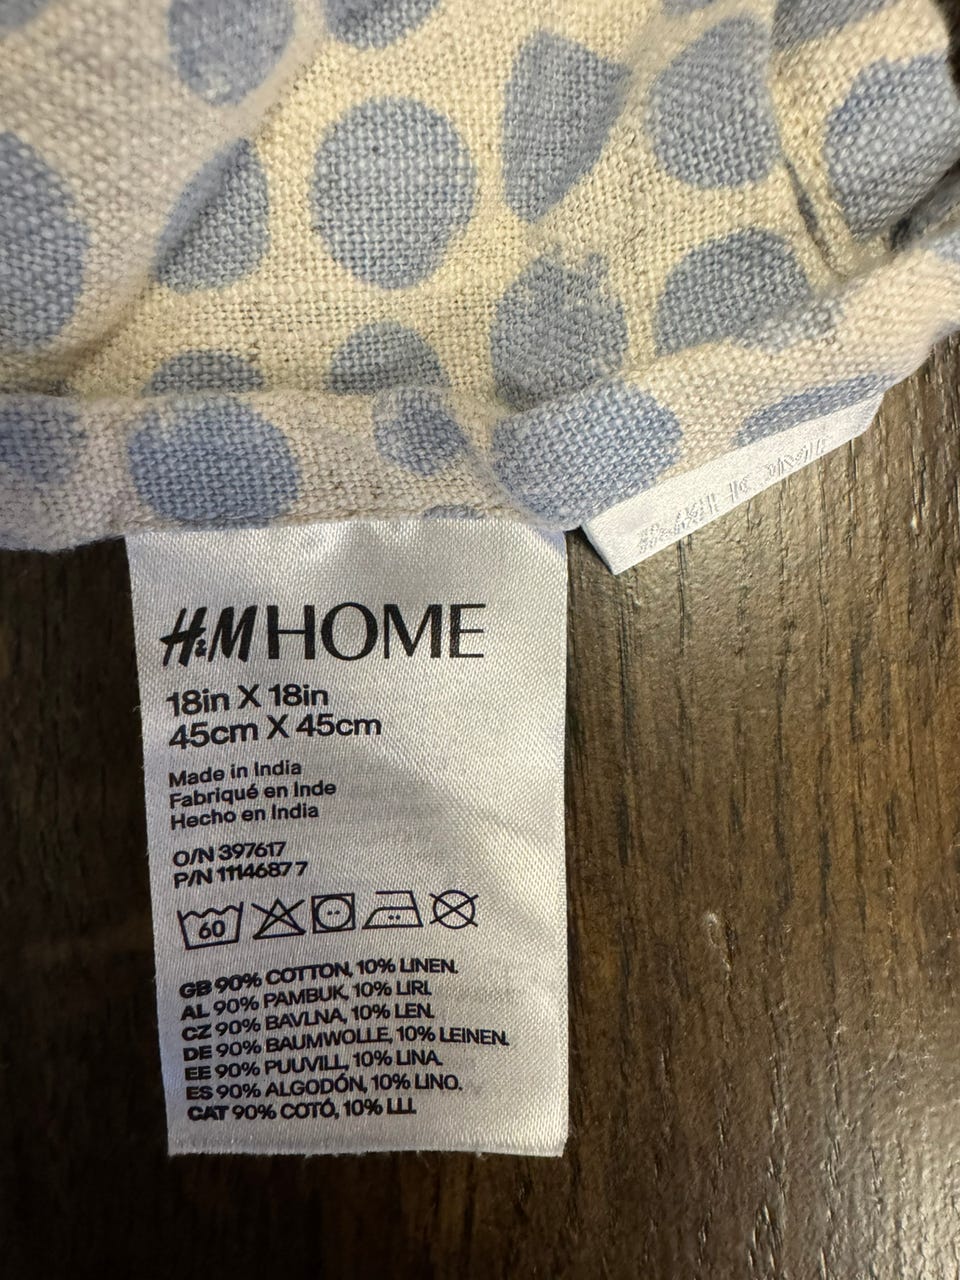 H&M HOME
18in X 18in
45cm X 45cm
Made in India
Fabriqué en Inde
Hecho en India
O/N 397617
P/N 1114687 7
60
GB 90% COTTON, 10% LINEN.
AL 90% PAMBUK, 10% LIRI.
CZ 90% BAVLNA, 10% LEN.
DE 90% BAUMWOLLE, 10% LEINEN.
EE 90% PUUVILL, 10% LINA.
ES 90% ALGODÓN, 10% LINO.
CAT 90% COTÓ, 10% LLI.